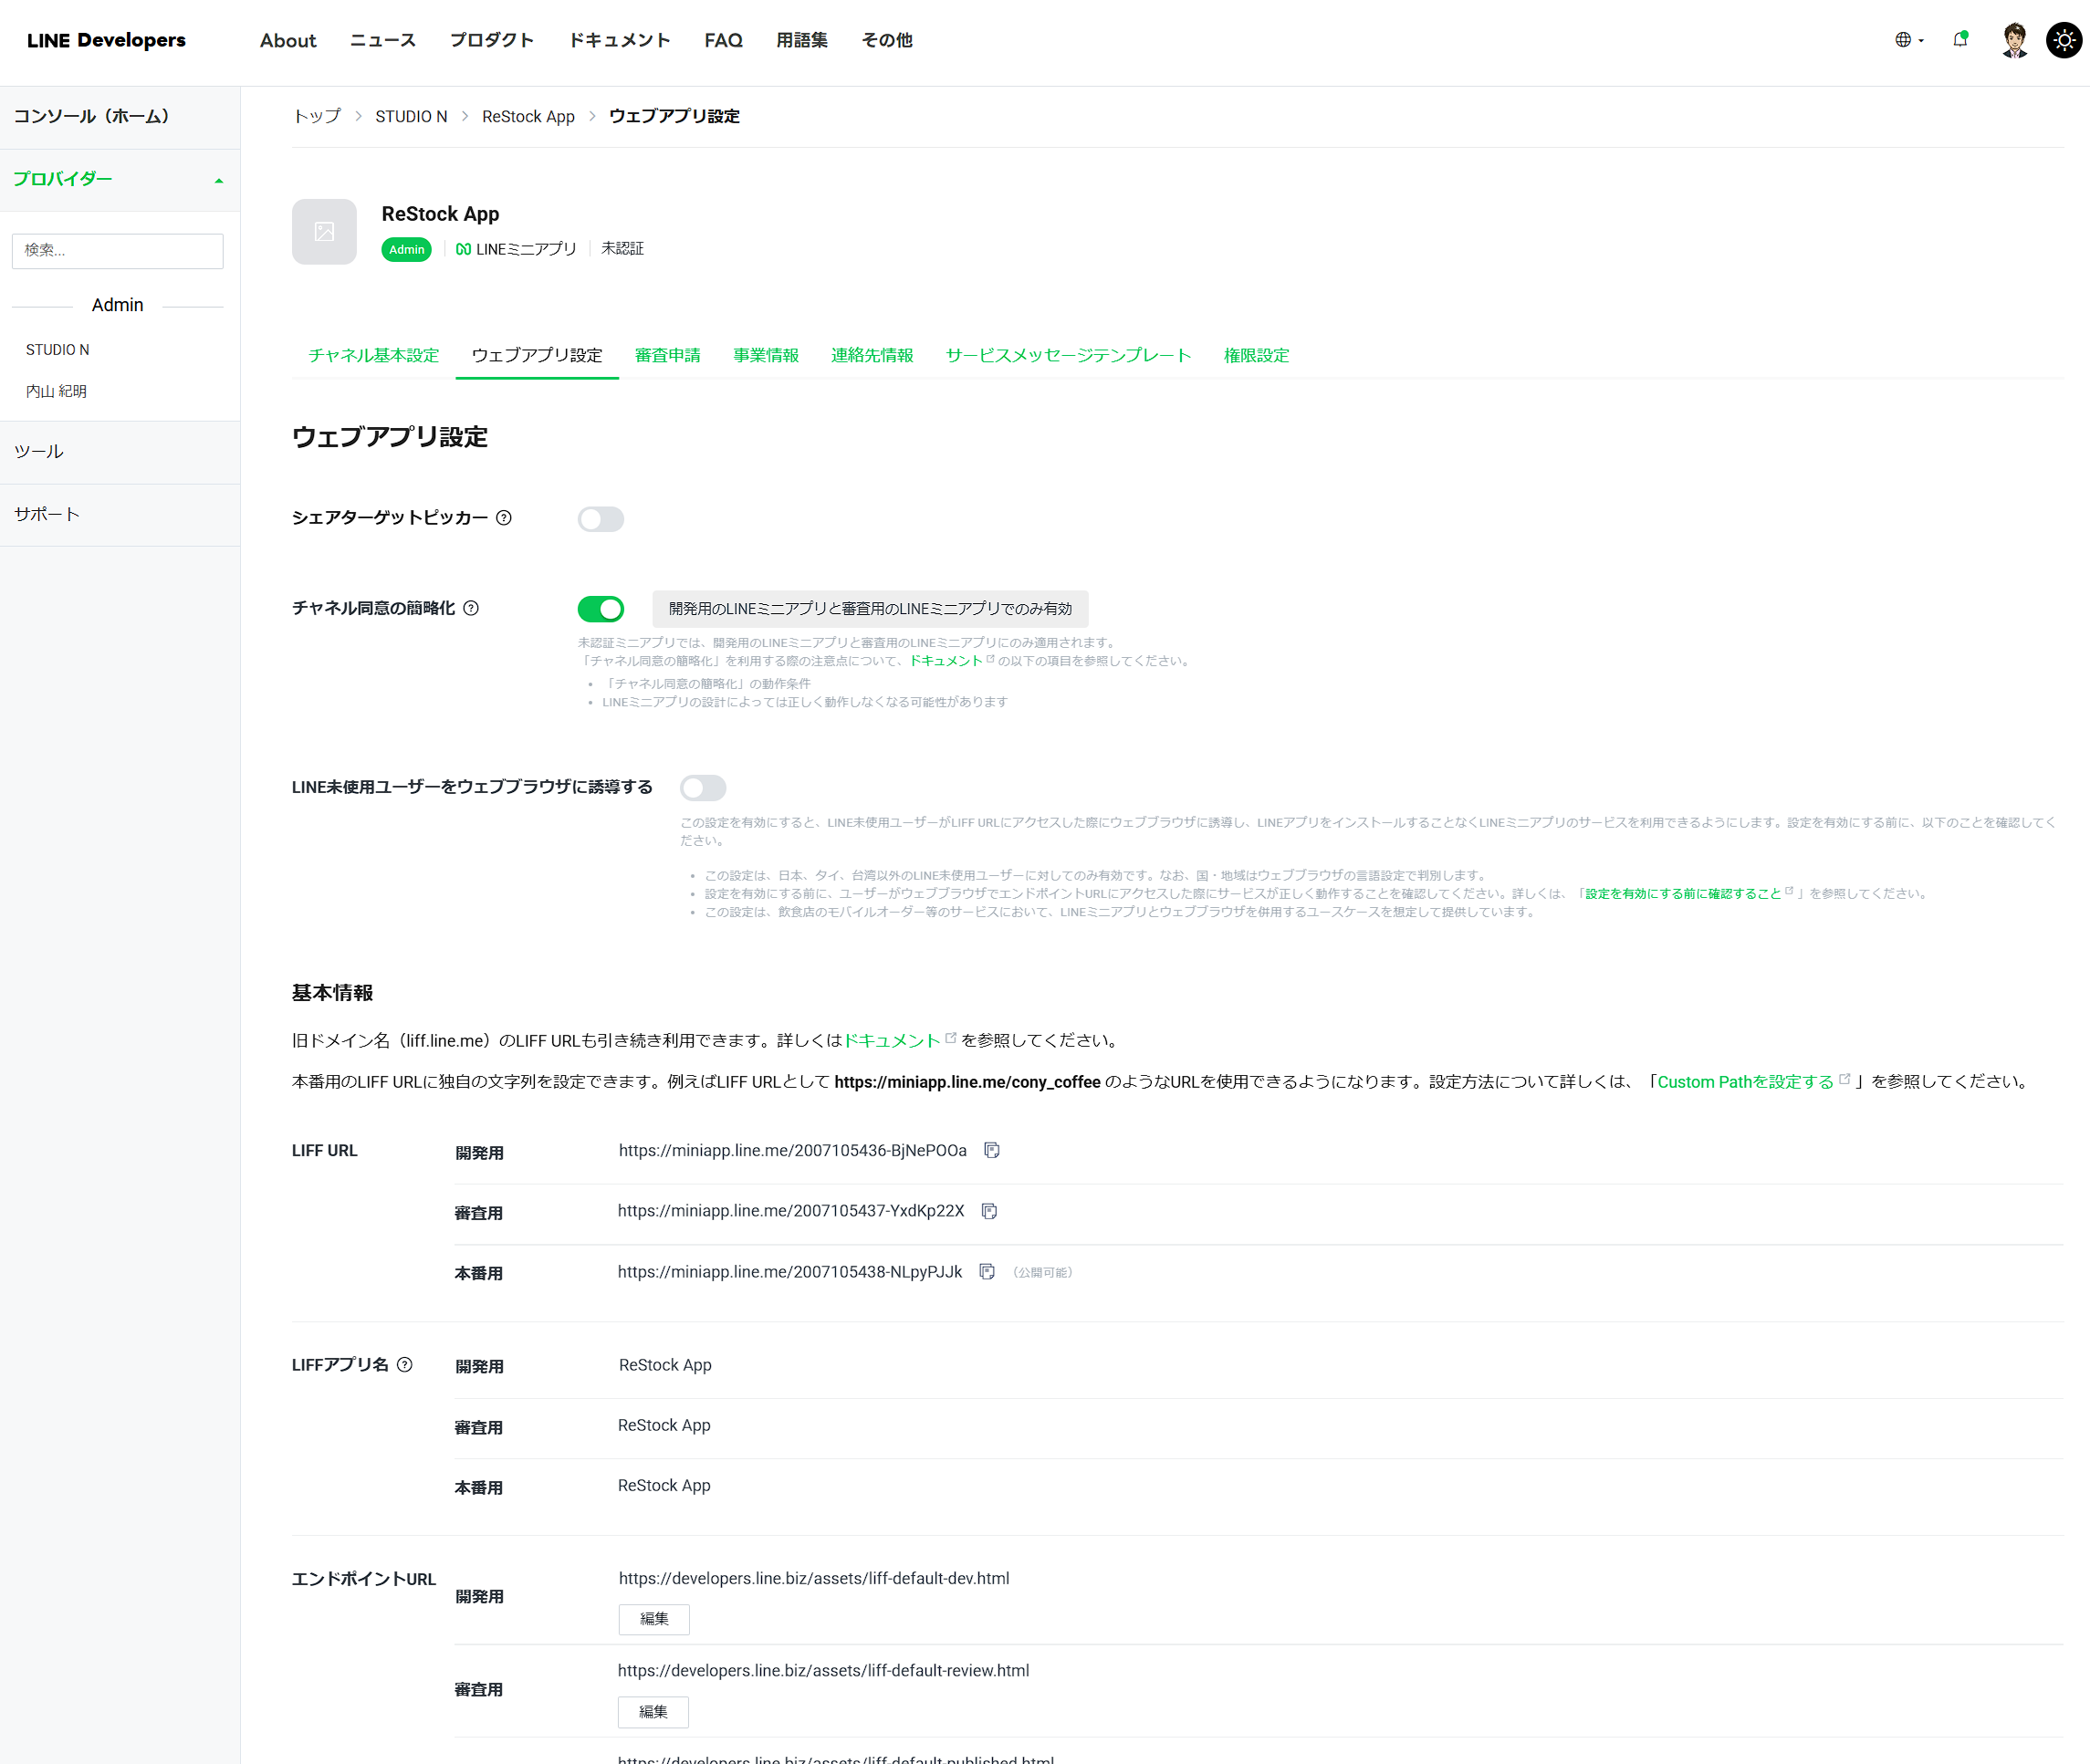 LINE Developers
About ニュース プロダクト ドキュメント FAQ 用語集 その他
コンソール（ホーム）
プロバイダー
検索...
Admin
STUDIO N
内山 紀明
ツール
サポート
トップ > STUDIO N > ReStock App > ウェブアプリ設定
ReStock App
Admin LINEミニアプリ 未認証
チャネル基本設定 ウェブアプリ設定 審査申請 事業情報 連絡先情報 サービスメッセージテンプレート 権限設定
ウェブアプリ設定
シェアターゲットピッカー
チャネル同意の簡略化 開発用のLINEミニアプリと審査用のLINEミニアプリでのみ有効
未認証ミニアプリでは、開発用のLINEミニアプリと審査用のLINEミニアプリにのみ適用されます。
「チャネル同意の簡略化」を利用する際の注意点について、ドキュメント の以下の項目を参照してください。
• 「チャネル同意の簡略化」の動作条件
• LINEミニアプリの設計によっては正しく動作しなくなる可能性があります
LINE未使用ユーザーをウェブブラウザに誘導する
この設定を有効にすると、LINE未使用ユーザーがLIFF URLにアクセスした際にウェブブラウザに誘導し、LINEアプリをインストールすることなくLINEミニアプリのサービスを利用できるようにします。設定を有効にする前に、以下のことを確認してく
ださい。
• この設定は、日本、タイ、台湾以外のLINE未使用ユーザーに対してのみ有効です。なお、国・地域はウェブブラウザの言語設定で判別します。
• 設定を有効にする前に、ユーザーがウェブブラウザでエンドポイントURLにアクセスした際にサービスが正しく動作することを確認してください。詳しくは、「設定を有効にする前に確認すること 」を参照してください。
• この設定は、飲食店のモバイルオーダー等のサービスにおいて、LINEミニアプリとウェブブラウザを併用するユースケースを想定して提供しています。
基本情報
旧ドメイン名（liff.line.me）のLIFF URLも引き続き利用できます。詳しくはドキュメント を参照してください。
本番用のLIFF URLに独自の文字列を設定できます。例えばLIFF URLとして https://miniapp.line.me/cony_coffee のようなURLを使用できるようになります。設定方法について詳しくは、「Custom Pathを設定する 」を参照してください。
LIFF URL 開発用 https://miniapp.line.me/2007105436-BjNePOOa
審査用 https://miniapp.line.me/2007105437-YxdKp22X
本番用 https://miniapp.line.me/2007105438-NLpyPJJk （公開可能）
LIFFアプリ名 開発用 ReStock App
審査用 ReStock App
本番用 ReStock App
エンドポイントURL 開発用 https://developers.line.biz/assets/liff-default-dev.html
編集
審査用 https://developers.line.biz/assets/liff-default-review.html
編集
https://developers.line.biz/assets/liff-default-published.html